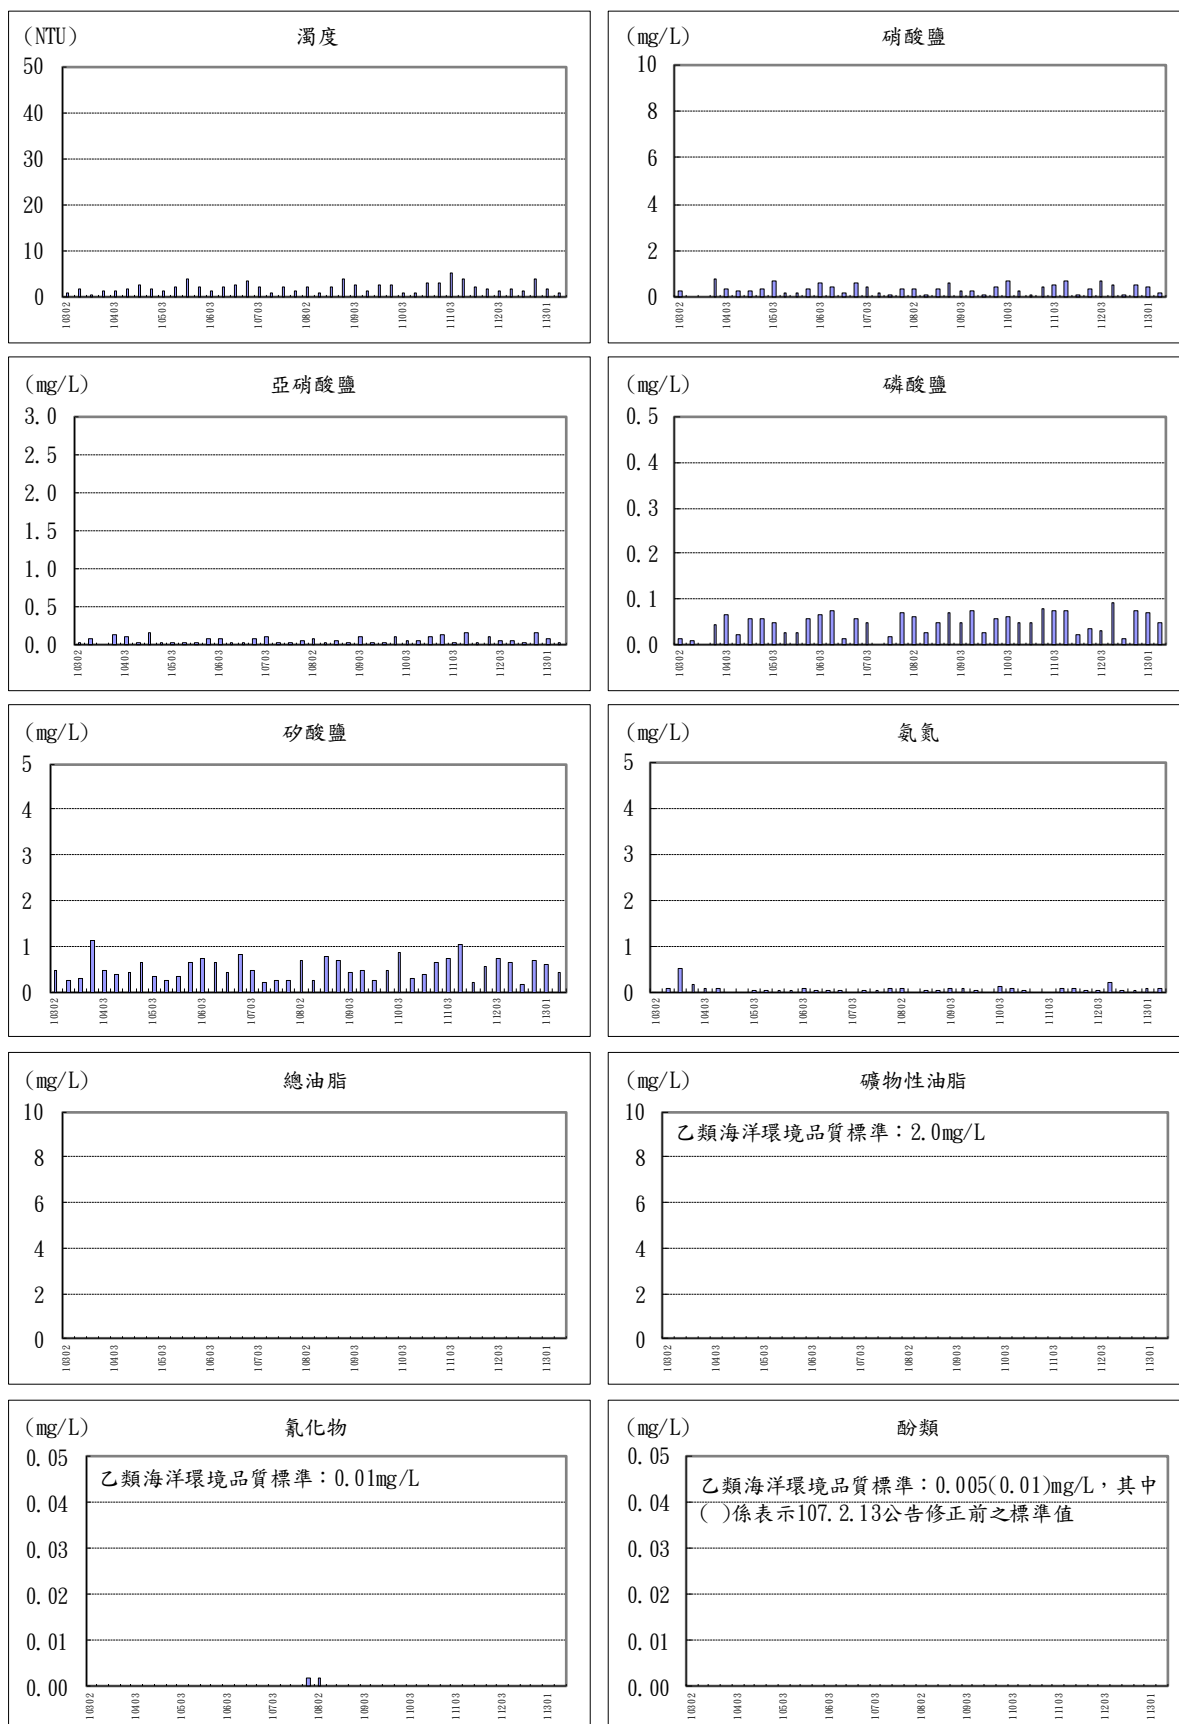 (NTU) 濁度
50
40
30
20
10
0
10302 10403 10503 10603 10703 10802 10903 11003 11103 11203 11301
(mg/L) 硝酸鹽
10
8
6
4
2
0
10302 10403 10503 10603 10703 10802 10903 11003 11103 11203 11301
(mg/L) 亞硝酸鹽
3.0
2.5
2.0
1.5
1.0
0.5
0.0
10302 10403 10503 10603 10703 10802 10903 11003 11103 11203 11301
(mg/L) 磷酸鹽
0.5
0.4
0.3
0.2
0.1
0.0
10302 10403 10503 10603 10703 10802 10903 11003 11103 11203 11301
(mg/L) 矽酸鹽
5
4
3
2
1
0
10302 10403 10503 10603 10703 10802 10903 11003 11103 11203 11301
(mg/L) 氨氮
5
4
3
2
1
0
10302 10403 10503 10603 10703 10802 10903 11003 11103 11203 11301
(mg/L) 總油脂
10
8
6
4
2
0
10302 10403 10503 10603 10703 10802 10903 11003 11103 11203 11301
(mg/L) 礦物性油脂
10
乙類海洋環境品質標準：2.0mg/L
8
6
4
2
0
10302 10403 10503 10603 10703 10802 10903 11003 11103 11203 11301
(mg/L) 氰化物
0.05
乙類海洋環境品質標準：0.01mg/L
0.04
0.03
0.02
0.01
0.00
10302 10403 10503 10603 10703 10802 10903 11003 11103 11203 11301
(mg/L) 酚類
0.05
乙類海洋環境品質標準：0.005(0.01)mg/L，其中
0.04
( )係表示107.2.13公告修正前之標準值
0.03
0.02
0.01
0.00
10302 10403 10503 10603 10703 10802 10903 11003 11103 11203 11301